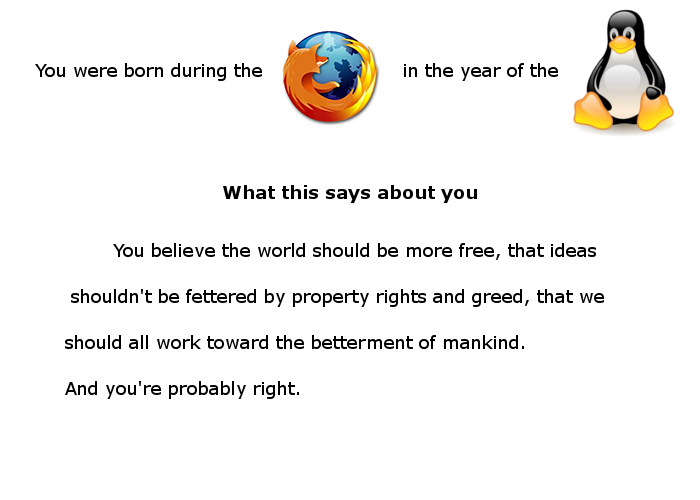 You were born during the in the year of the
What this says about you
You believe the world should be more free, that ideas
shouldn't be fettered by property rights and greed, that we
should all work toward the betterment of mankind.
And you're probably right.